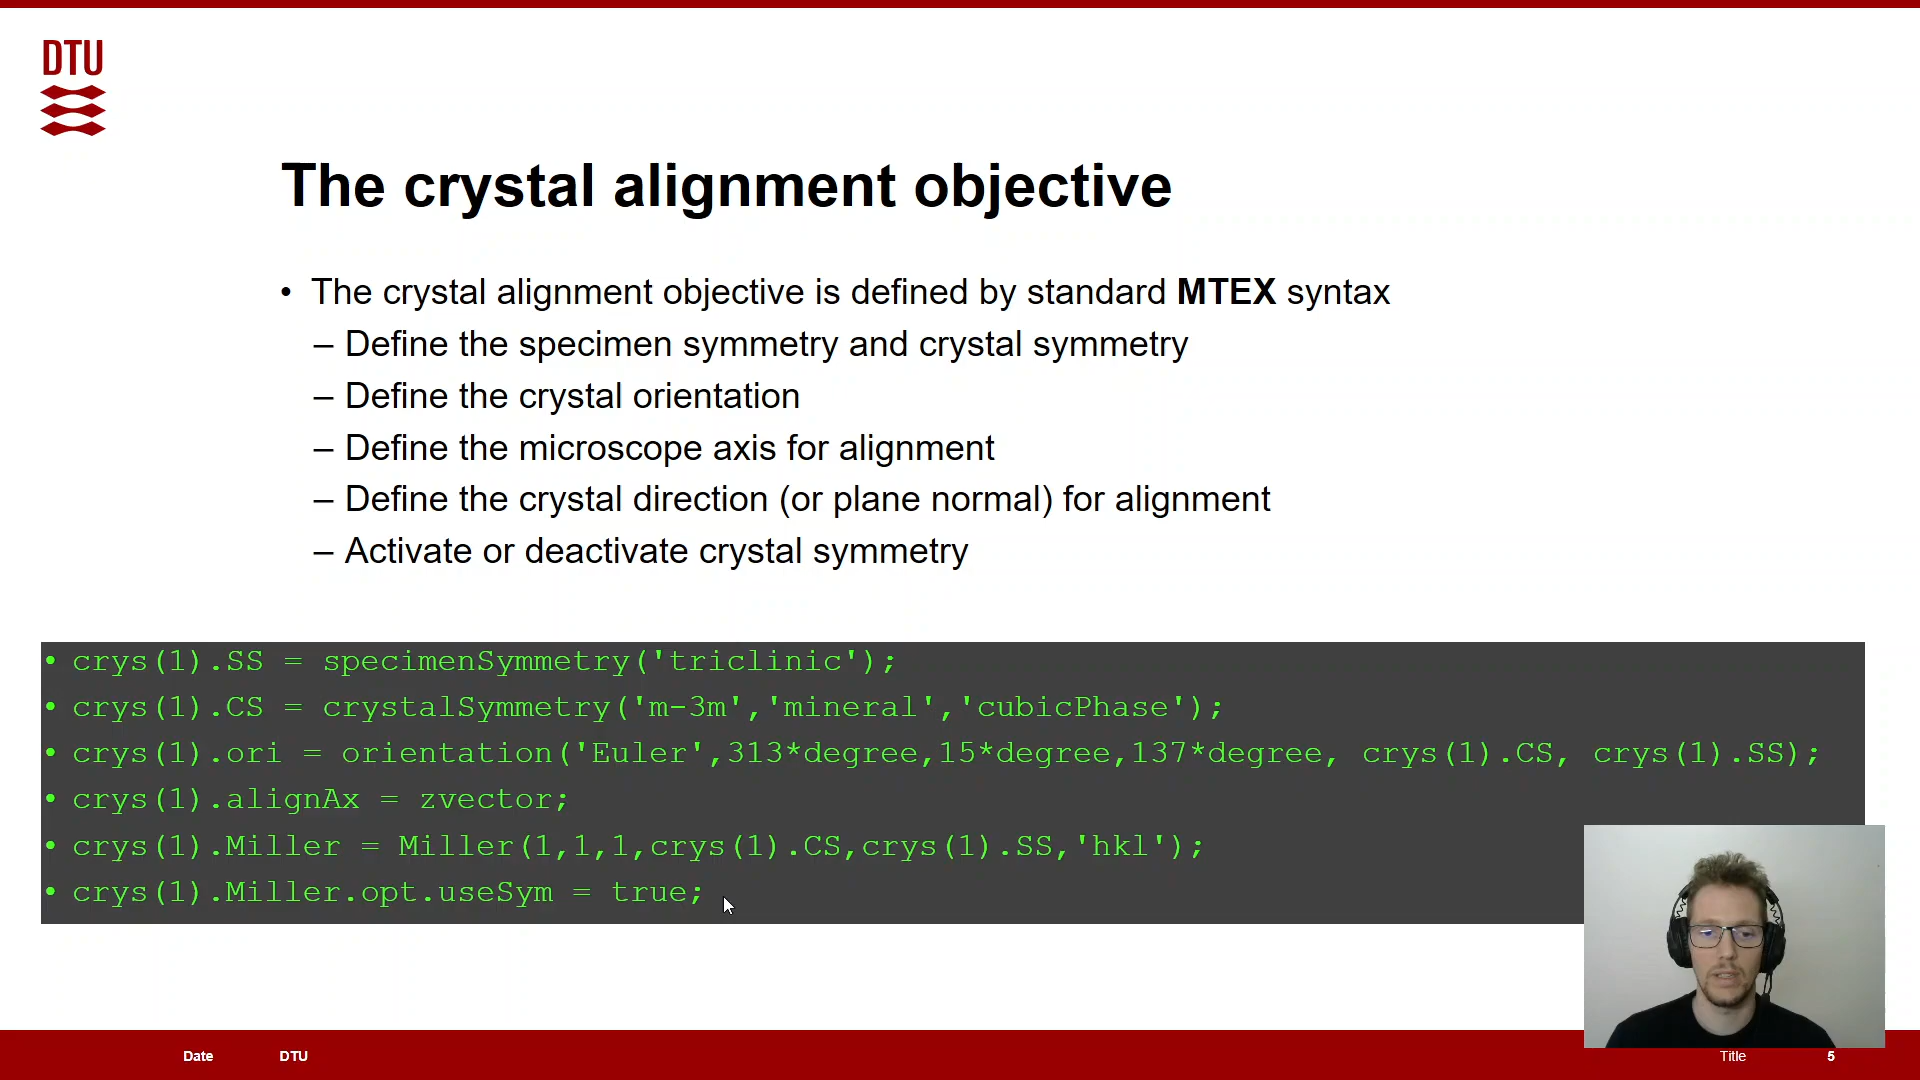 DTU
The crystal alignment objective
• The crystal alignment objective is defined by standard MTEX syntax
– Define the specimen symmetry and crystal symmetry
– Define the crystal orientation
– Define the microscope axis for alignment
– Define the crystal direction (or plane normal) for alignment
– Activate or deactivate crystal symmetry
• crys(1).SS = specimenSymmetry('triclinic');
• crys(1).CS = crystalSymmetry('m-3m','mineral','cubicPhase');
• crys(1).ori = orientation('Euler',313*degree,15*degree,137*degree, crys(1).CS, crys(1).SS);
• crys(1).alignAx = zvector;
• crys(1).Miller = Miller(1,1,1,crys(1).CS,crys(1).SS,'hkl');
• crys(1).Miller.opt.useSym = true;
Date DTU Title 5